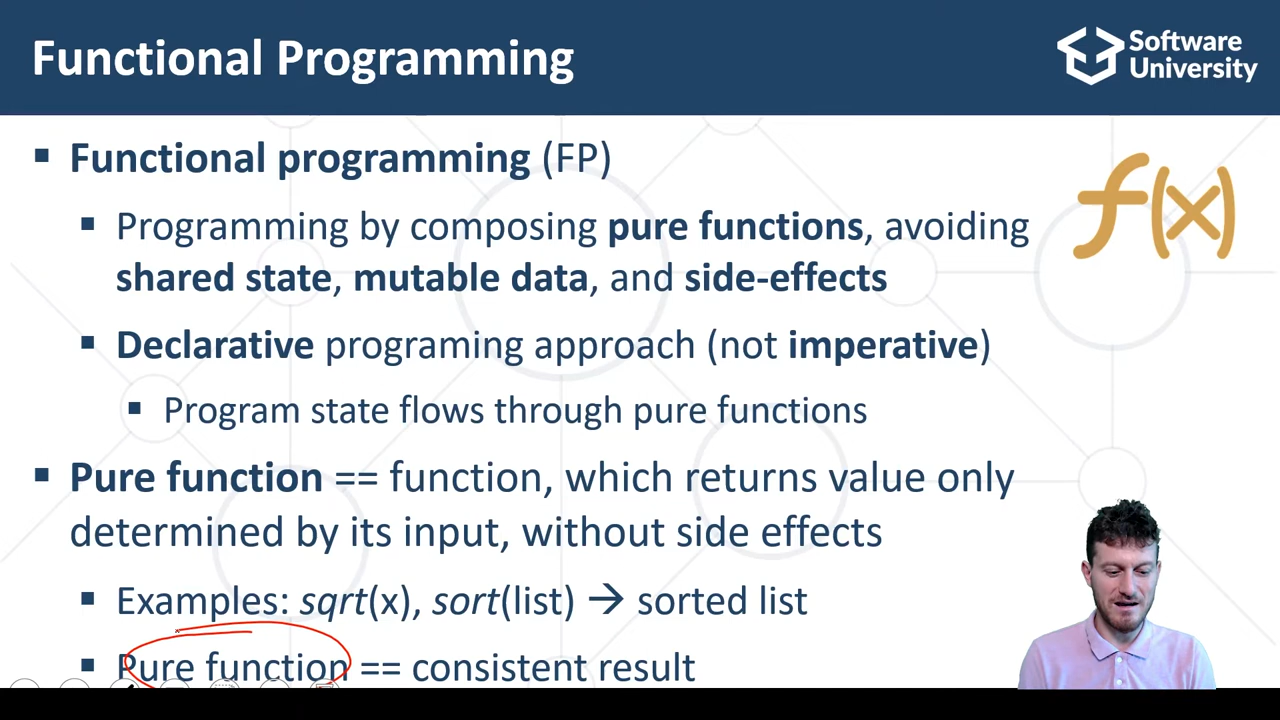 Functional Programming
Software
University
Functional programming (FP)
f(x)
Programming by composing pure functions, avoiding
shared state, mutable data, and side-effects
Declarative programing approach (not imperative)
Program state flows through pure functions
Pure function == function, which returns value only
determined by its input, without side effects
Examples: sqrt(x), sort(list) → sorted list
Pure function == consistent result